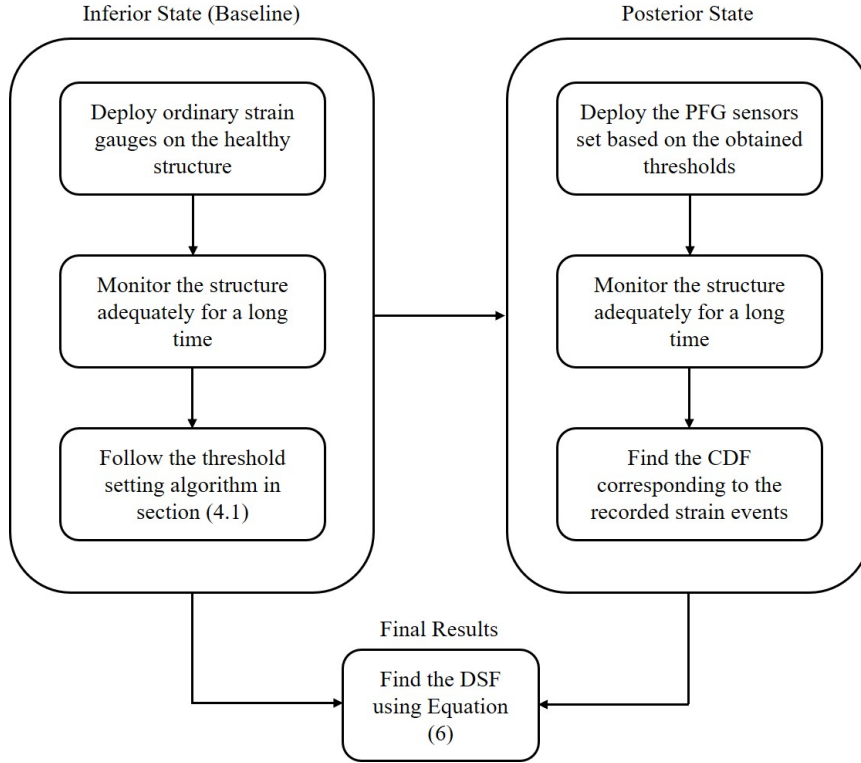 Inferior State (Baseline)
Deploy ordinary strain
gauges on the healthy
structure
Monitor the structure
adequately for a long
time
Follow the threshold
setting algorithm in
section (4.1)
Posterior State
Deploy the PFG sensors
set based on the obtained
thresholds
Monitor the structure
adequately for a long
time
Find the CDF
corresponding to the
recorded strain events
Final Results
Find the DSF
using Equation
(6)